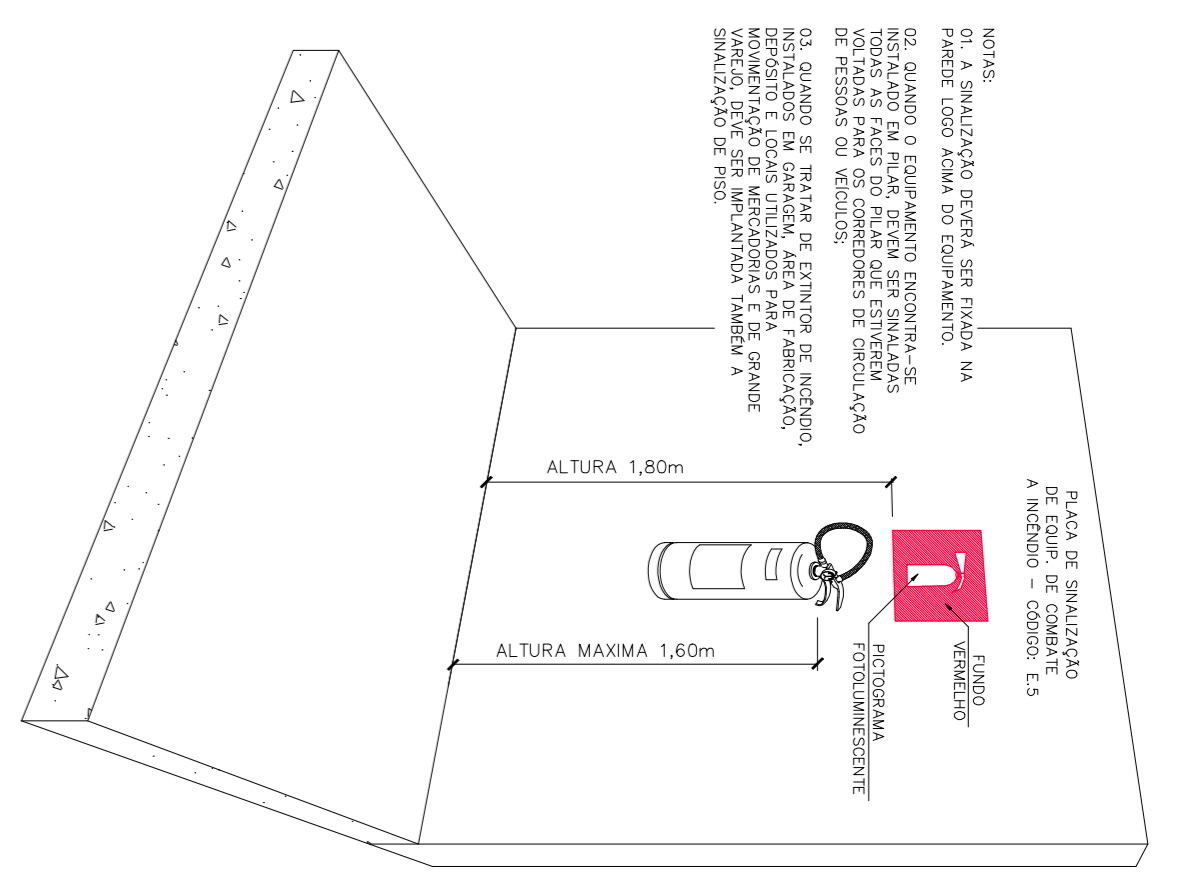 NOTAS:
01. A SINALIZAÇÃO DEVERÁ SER FIXADA NA
PAREDE LOGO ACIMA DO EQUIPAMENTO.
02. QUANDO O EQUIPAMENTO ENCONTRA-SE
INSTALADO EM PILAR, DEVEM SER SINALADAS
TODAS AS FACES DO PILAR QUE ESTIVEREM
VOLTADAS PARA OS CORREDORES DE CIRCULAÇÃO
DE PESSOAS OU VEÍCULOS;
03. QUANDO SE TRATAR DE EXTINTOR DE INCÊNDIO,
INSTALADOS EM GARAGEM, ÁREA DE FABRICAÇÃO,
DEPÓSITO E LOCAIS UTILIZADOS PARA
MOVIMENTAÇÃO DE MERCADORIAS E DE GRANDE
VAREJO, DEVE SER IMPLANTADA TAMBÉM A
SINALIZAÇÃO DE PISO.
PLACA DE SINALIZAÇÃO
DE EQUIP. DE COMBATE
A INCÊNDIO - CÓDIGO: E.5
FUNDO
VERMELHO
PICTOGRAMA
FOTOLUMINESCENTE
ALTURA 1,80m
ALTURA MAXIMA 1,60m